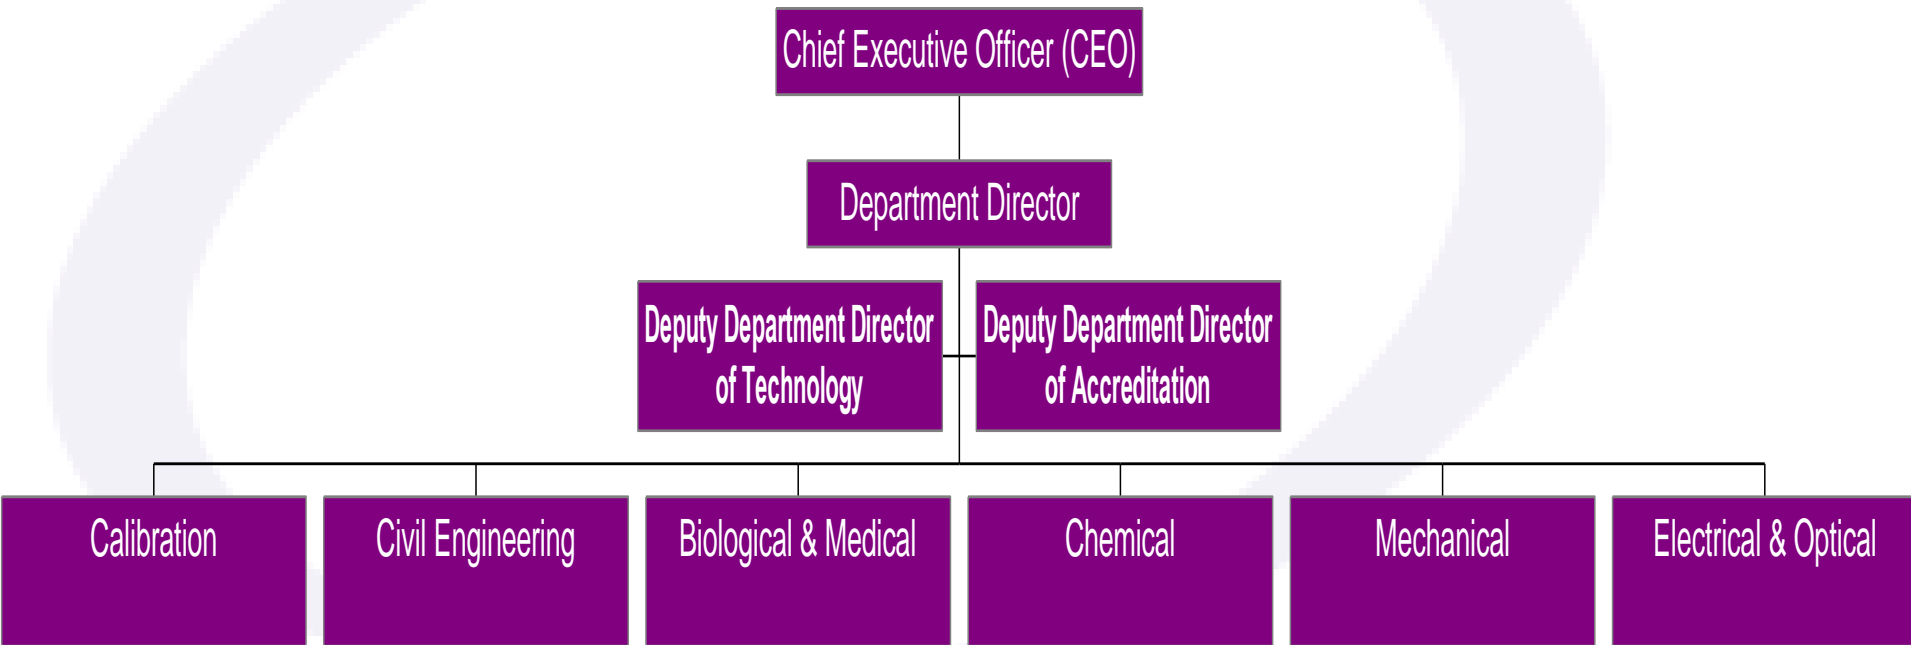 Chief Executive Officer (CEO)
Department Director
Deputy Department Director
of Technology
Deputy Department Director
of Accreditation
Calibration
Civil Engineering
Biological & Medical
Chemical
Mechanical
Electrical & Optical